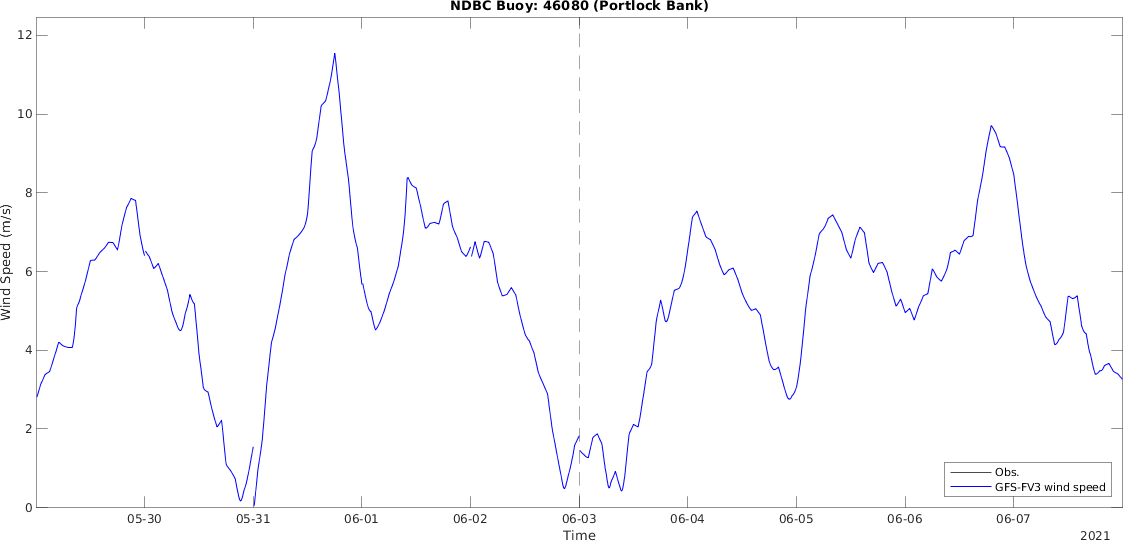 NDBC Buoy: 46080 (Portlock Bank)
12
10
8
6
4
2
0
Wind Speed (m/s)
Obs.
GFS-FV3 wind speed
05-30 05-31 06-01 06-02 06-03 06-04 06-05 06-06 06-07
Time
2021